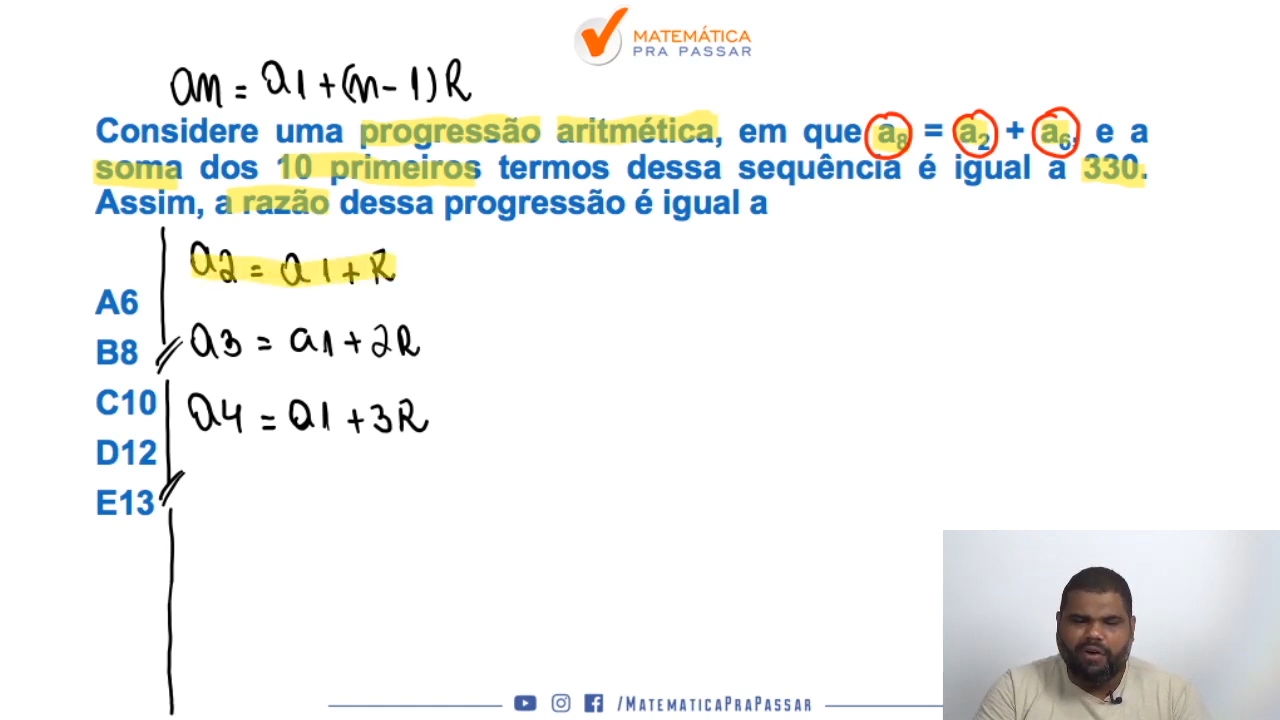 MATEMÁTICA
PRA PASSAR
an = a1 + (n - 1) R
Considere uma progressão aritmética, em que a₈ = a₂ + a₆, e a
soma dos 10 primeiros termos dessa sequência é igual a 330.
Assim, a razão dessa progressão é igual a
a2 = a1 + R
A6
a3 = a1 + 2R
B8
C10
a4 = a1 + 3R
D12
E13
/MatematicaPraPassar